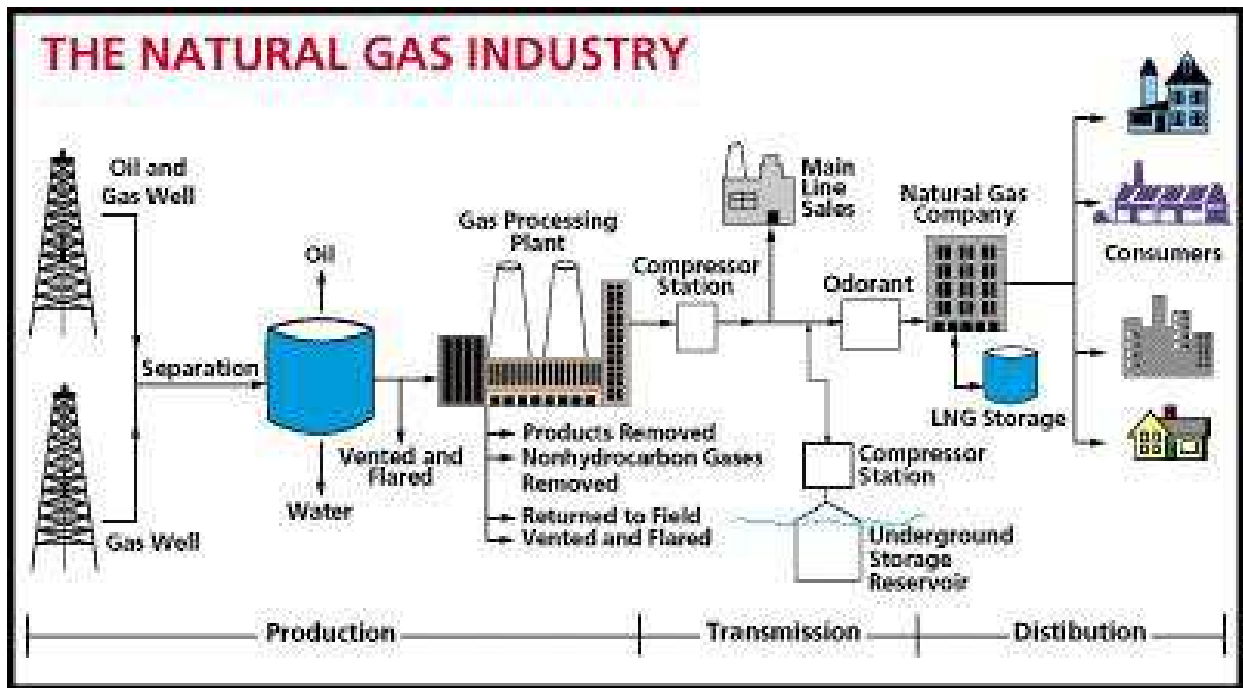 THE NATURAL GAS INDUSTRY
Oil and
Gas Well
Oil
Separation
Water
Gas Well
Vented and
Flared
Gas Processing
Plant
Products Removed
Nonhydrocarbon Gases
Removed
Returned to Field
Vented and Flared
Compressor
Station
Main
Line
Sales
Odorant
Compressor
Station
Underground
Storage
Reservoir
Natural Gas
Company
LNG Storage
Consumers
Production
Transmission
Distibution